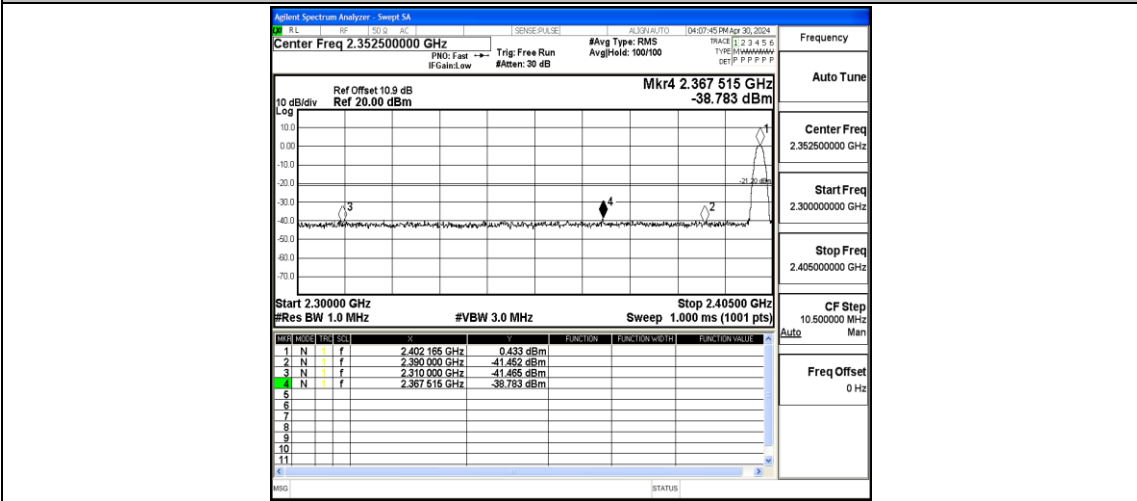 Agilent Spectrum Analyzer - Swept SA
RL RF 50 Ω AC SENSE:PULSE ALIGN AUTO 04:07:45 PM Apr 30, 2024
Center Freq 2.352500000 GHz
PNO: Fast
IFGain:Low
Trig: Free Run
#Atten: 30 dB
#Avg Type: RMS
Avg|Hold: 100/100
TRACE 1 2 3 4 5 6
TYPE MWWWWW
DET P P P P P P
Mkr4 2.367 515 GHz
-38.783 dBm
Ref Offset 10.9 dB
10 dB/div Ref 20.00 dBm
Log
10.0
0.00
-10.0
-20.0
-30.0
-40.0
-50.0
-60.0
-70.0
1
-21.20 dBm
3
4
2
Start 2.30000 GHz Stop 2.40500 GHz
#Res BW 1.0 MHz #VBW 3.0 MHz Sweep 1.000 ms (1001 pts)
MKR MODE TRC SCL X Y FUNCTION FUNCTION WIDTH FUNCTION VALUE
1 N 1 f 2.402 165 GHz 0.433 dBm
2 N 1 f 2.390 000 GHz -41.452 dBm
3 N 1 f 2.310 000 GHz -41.465 dBm
4 N 1 f 2.367 515 GHz -38.783 dBm
5
6
7
8
9
10
11
MSG STATUS
Frequency
Auto Tune
Center Freq
2.352500000 GHz
Start Freq
2.300000000 GHz
Stop Freq
2.405000000 GHz
CF Step
10.500000 MHz
Auto Man
Freq Offset
0 Hz